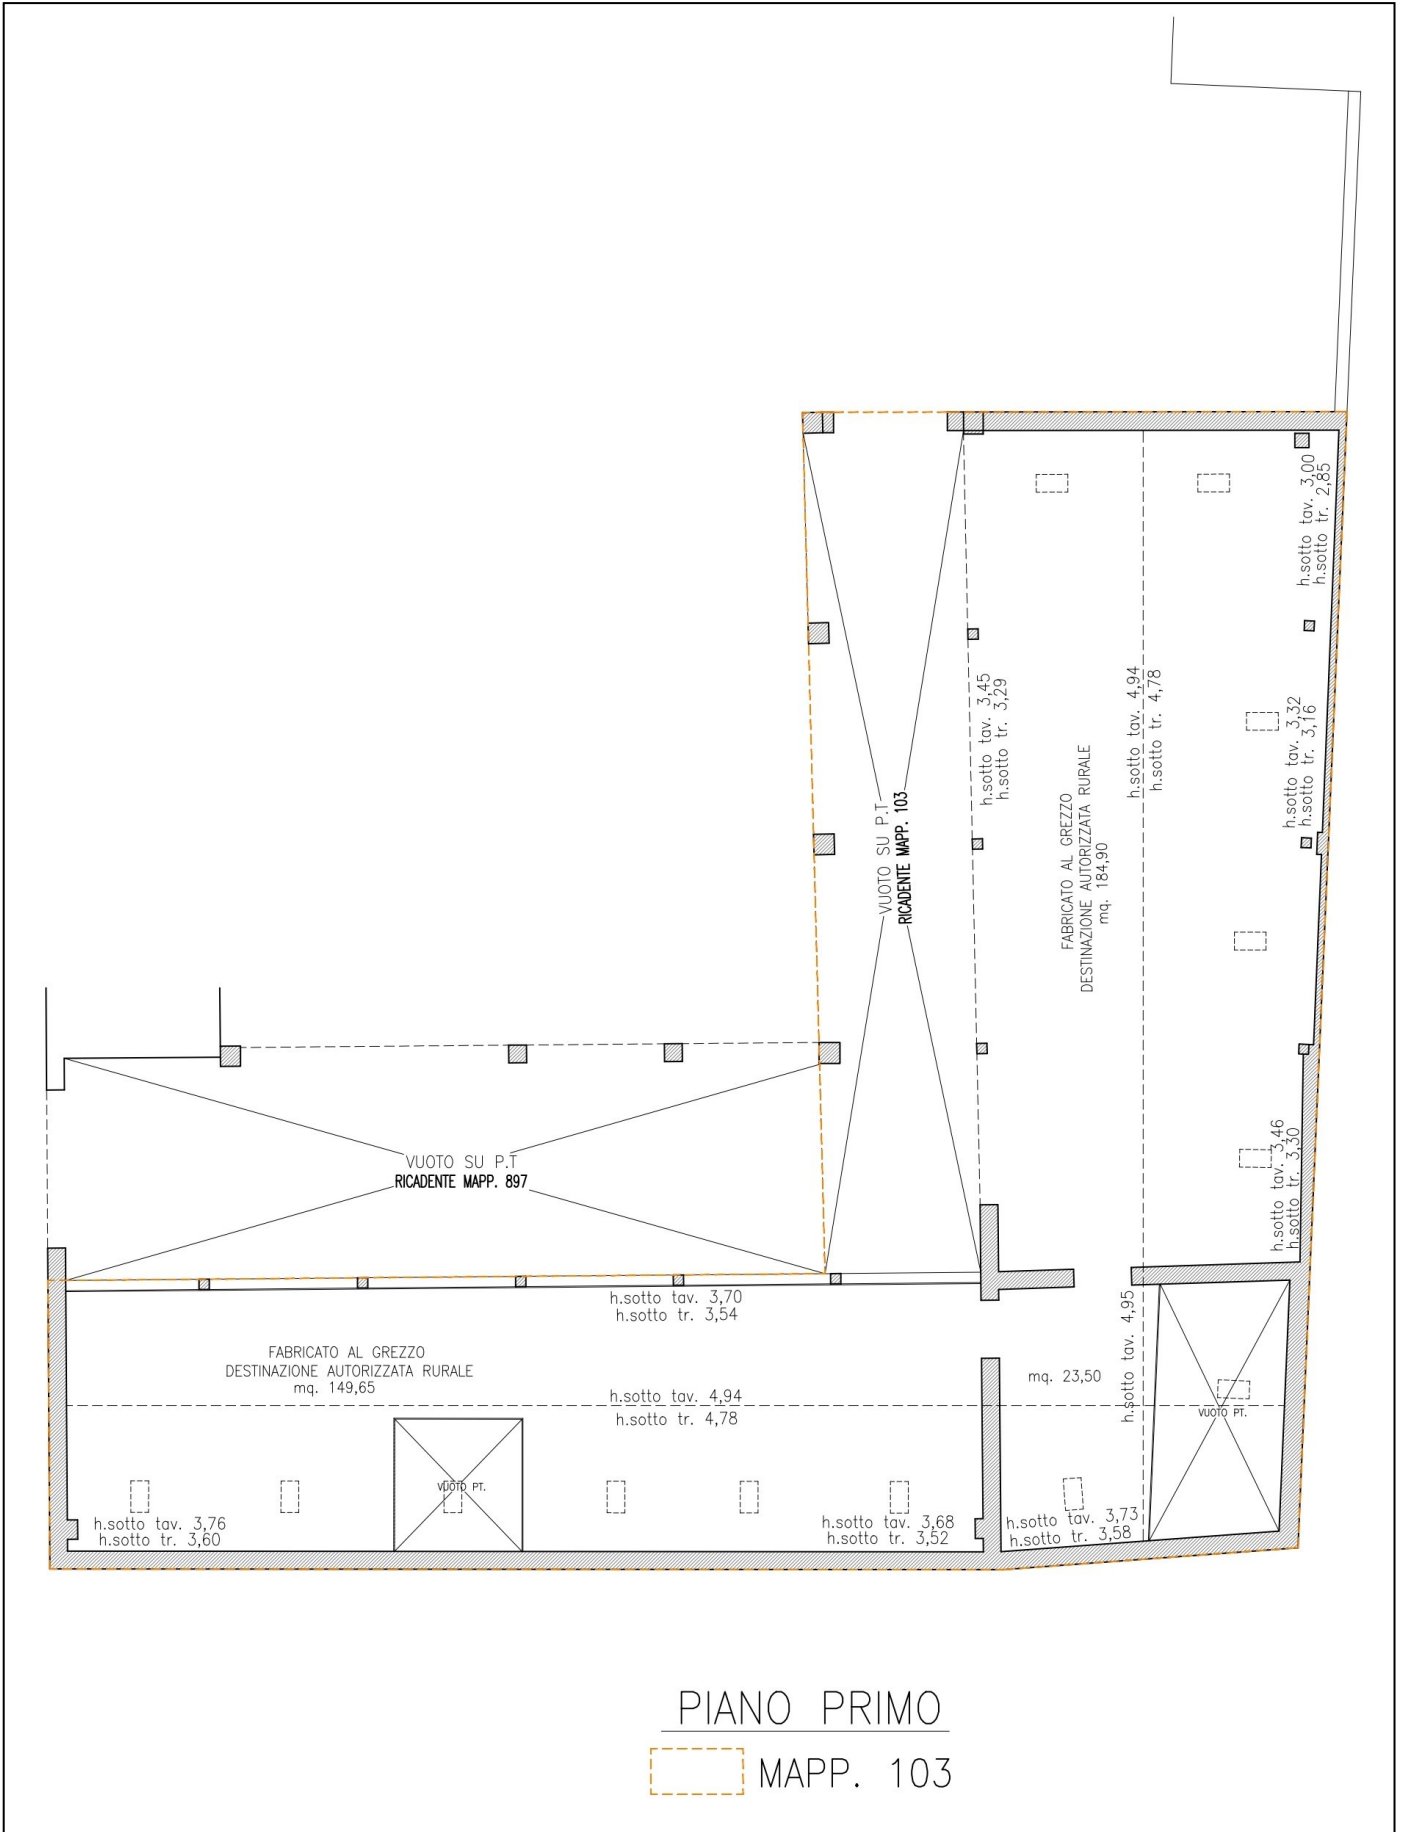 h.sotto tav. 3,00
h.sotto tr. 2,85
h.sotto tav. 3,45
h.sotto tr. 3,29
h.sotto tav. 4,94
h.sotto tr. 4,78
h.sotto tav. 3,32
h.sotto tr. 3,16
VUOTO SU P.T
RICADENTE MAPP. 103
FABRICATO AL GREZZO
DESTINAZIONE AUTORIZZATA RURALE
mq. 184,90
VUOTO SU P.T
RICADENTE MAPP. 897
h.sotto tav. 3,46
h.sotto tr. 3,30
h.sotto tav. 3,70
h.sotto tr. 3,54
FABRICATO AL GREZZO
DESTINAZIONE AUTORIZZATA RURALE
mq. 149,65
h.sotto tav. 4,94
h.sotto tr. 4,78
mq. 23,50
h.sotto tav. 4,95
VUOTO PT.
VUOTO PT.
h.sotto tav. 3,76
h.sotto tr. 3,60
h.sotto tav. 3,68
h.sotto tr. 3,52
h.sotto tav. 3,73
h.sotto tr. 3,58
PIANO PRIMO
MAPP. 103